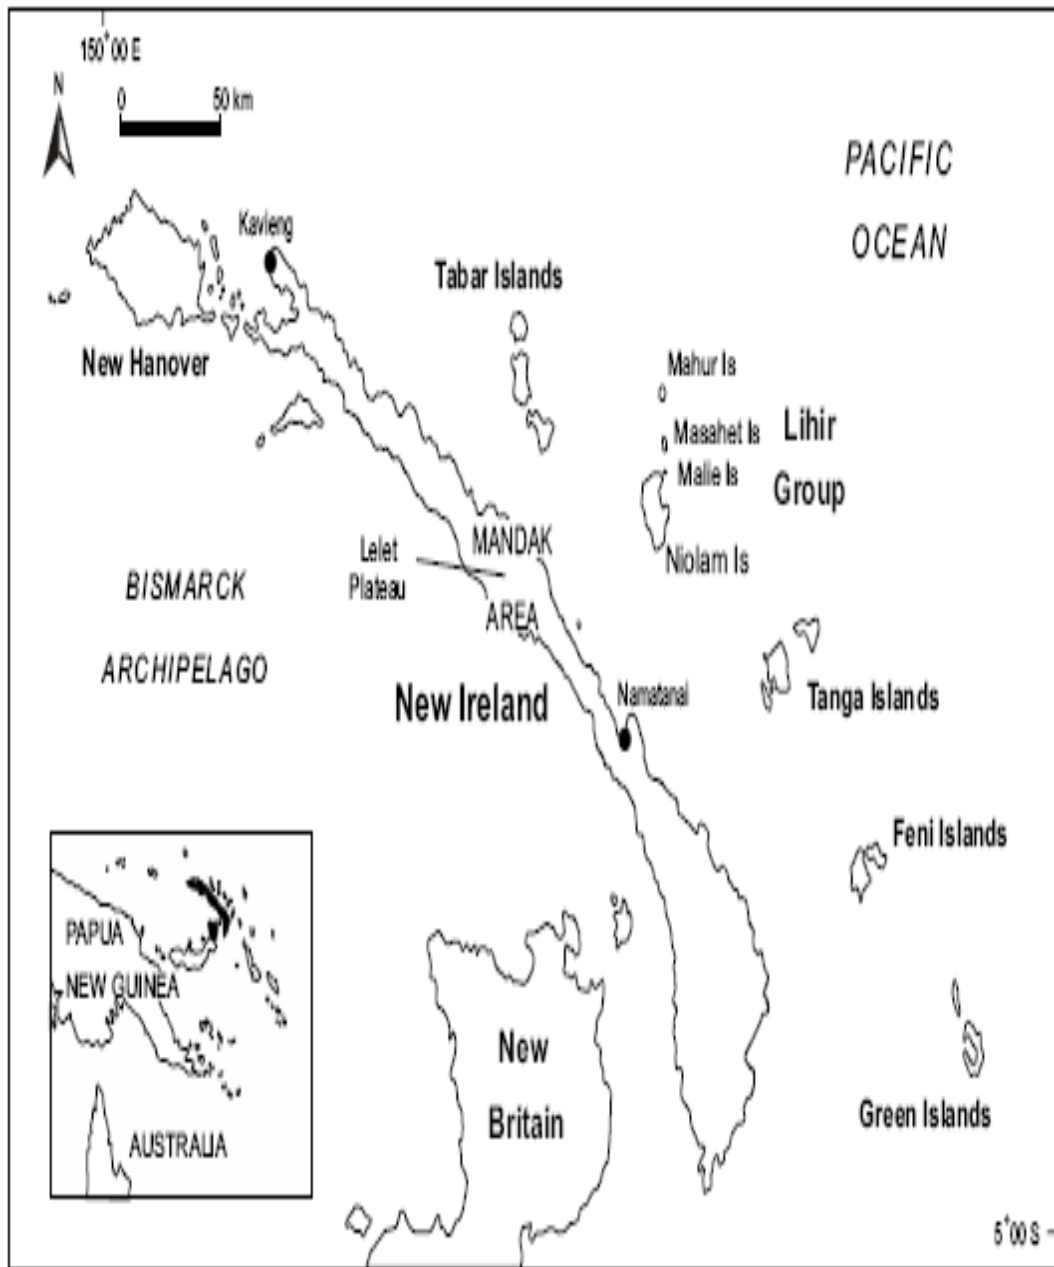 150°00 E
N
0 50 km
PACIFIC
OCEAN
Kavieng
Tabar Islands
New Hanover
Mahur Is
Masahet Is
Lihir
Malie Is
Group
MANDAK
Lelet
Plateau
Niolam Is
BISMARCK
AREA
ARCHIPELAGO
New Ireland
Namatanai
Tanga Islands
Feni Islands
PAPUA
NEW GUINEA
New
Britain
Green Islands
AUSTRALIA
5°00 S